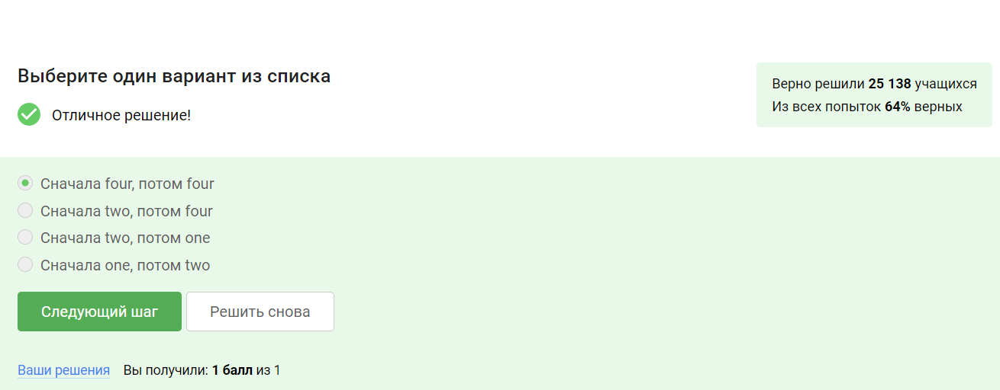 Выберите один вариант из списка
Верно решили 25 138 учащихся
Из всех попыток 64% верных
Отличное решение!
Сначала four, потом four
Сначала two, потом four
Сначала two, потом one
Сначала one, потом two
Следующий шаг
Решить снова
Ваши решения
Вы получили: 1 балл из 1